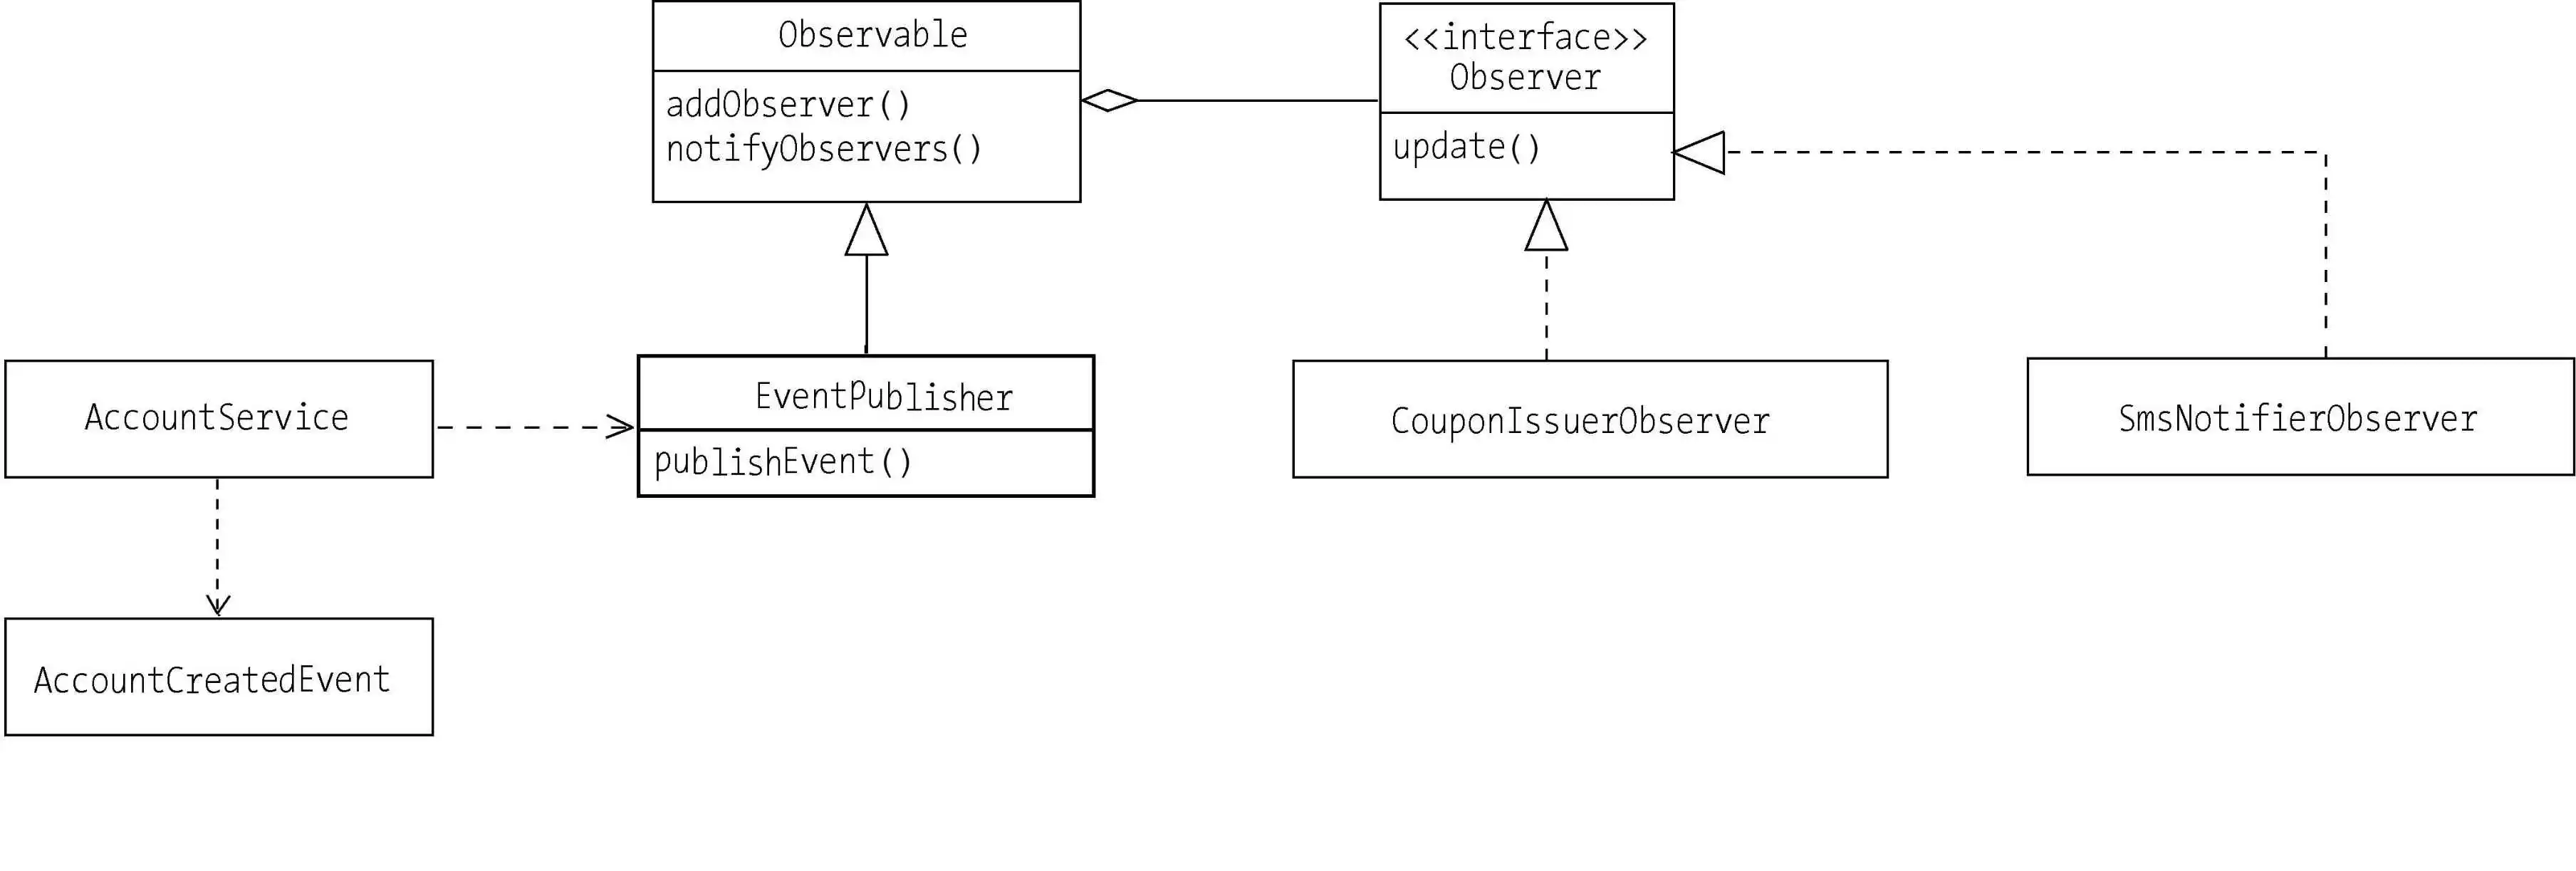 Observable
addObserver()
notifyObservers()
<<interface>>
Observer
update()
AccountService
EventPublisher
publishEvent()
CouponIssuerObserver
SmsNotifierObserver
AccountCreatedEvent